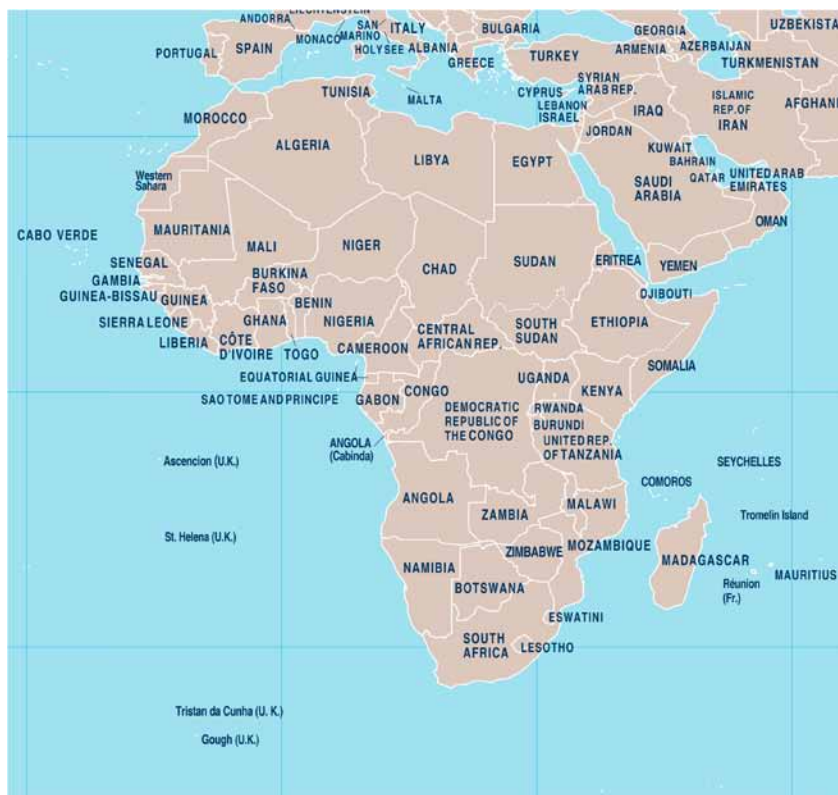 LIECHTENSTEIN
ANDORRA
SAN
MARINO
ITALY
MONACO
HOLY SEE
ALBANIA
BULGARIA
GEORGIA
UZBEKISTA
PORTUGAL
SPAIN
GREECE
TURKEY
ARMENIA
AZERBAIJAN
TURKMENISTAN
TUNISIA
MALTA
CYPRUS
SYRIAN
ARAB REP.
LEBANON
ISRAEL
IRAQ
ISLAMIC
REP. OF
IRAN
AFGHANI
MOROCCO
ALGERIA
LIBYA
EGYPT
JORDAN
KUWAIT
BAHRAIN
QATAR
UNITED ARAB
EMIRATES
SAUDI
ARABIA
OMAN
Western
Sahara
CABO VERDE
MAURITANIA
MALI
NIGER
CHAD
SUDAN
ERITREA
YEMEN
SENEGAL
GAMBIA
GUINEA-BISSAU
GUINEA
BURKINA
FASO
BENIN
DJIBOUTI
SIERRA LEONE
LIBERIA
CÔTE
D'IVOIRE
GHANA
TOGO
NIGERIA
CAMEROON
CENTRAL
AFRICAN REP.
SOUTH
SUDAN
ETHIOPIA
SOMALIA
EQUATORIAL GUINEA
SAO TOME AND PRINCIPE
GABON
CONGO
DEMOCRATIC
REPUBLIC OF
THE CONGO
UGANDA
KENYA
RWANDA
BURUNDI
UNITED REP.
OF TANZANIA
ANGOLA
(Cabinda)
Ascencion (U.K.)
SEYCHELLES
COMOROS
ANGOLA
ZAMBIA
MALAWI
Tromelin Island
St. Helena (U.K.)
NAMIBIA
ZIMBABWE
MOZAMBIQUE
MADAGASCAR
MAURITIUS
Réunion
(Fr.)
BOTSWANA
ESWATINI
SOUTH
AFRICA
LESOTHO
Tristan da Cunha (U. K.)
Gough (U.K.)